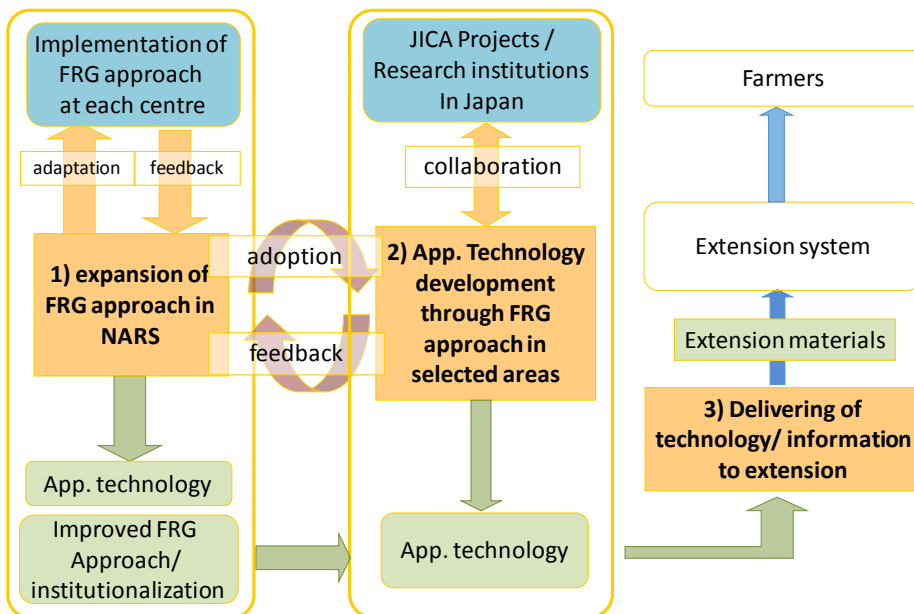 Implementation of
FRG approach
at each centre
adaptation
feedback
1) expansion of
FRG approach in
NARS
App. technology
Improved FRG
Approach/
institutionalization
adoption
feedback
JICA Projects /
Research institutions
In Japan
collaboration
2) App. Technology
development
through FRG
approach in
selected areas
App. technology
Farmers
Extension system
Extension materials
3) Delivering of
technology/ information
to extension